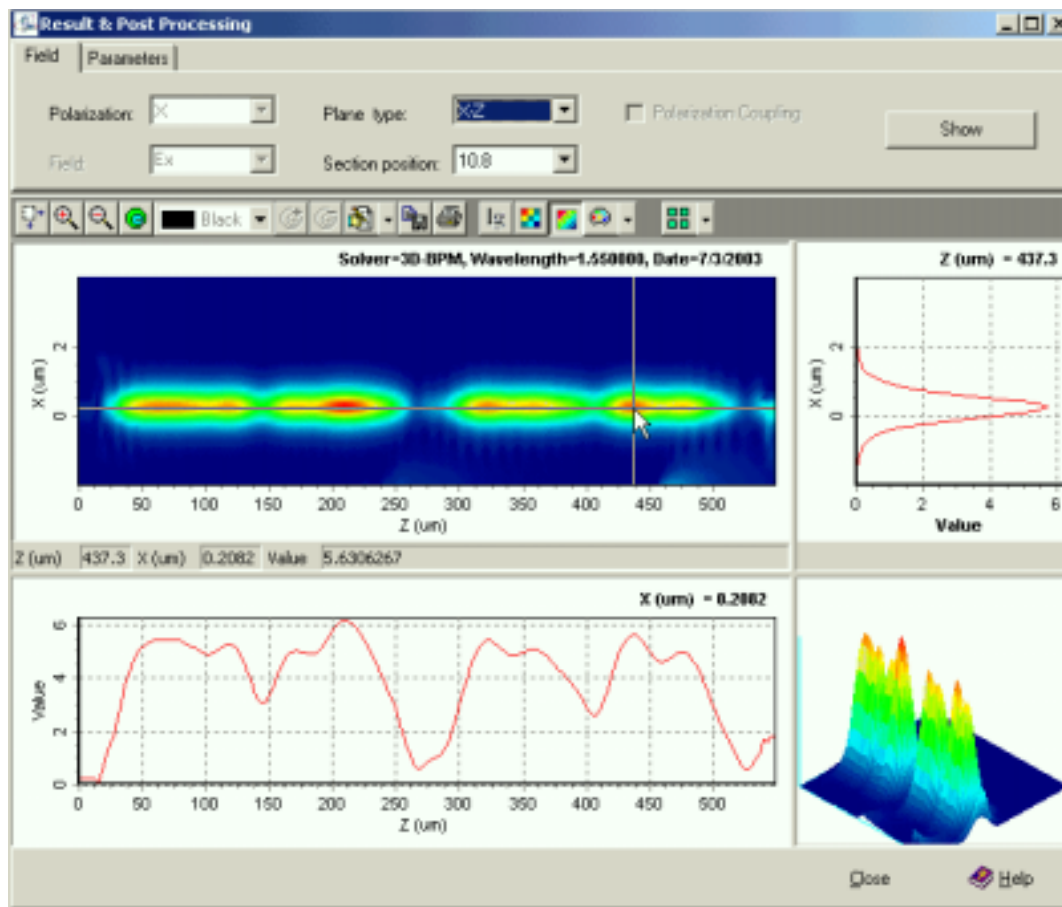 Result & Post Processing
Field Parameters
Polarization: X Plane type: X-Z Polarization Coupling Show
Field: Ex Section position: 10.8
Black lg
Solver=3D-BPM, Wavelength=1.550000, Date=7/3/2003
Z (um) = 437.3
X (um)
2
0
0 50 100 150 200 250 300 350 400 450 500
Z (um)
X (um)
2
0
0 2 4 6
Value
Z (um) 437.3 X (um) 0.2082 Value 5.6306267
X (um) = 0.2082
Value
6
4
2
0
0 50 100 150 200 250 300 350 400 450 500
Z (um)
Close Help